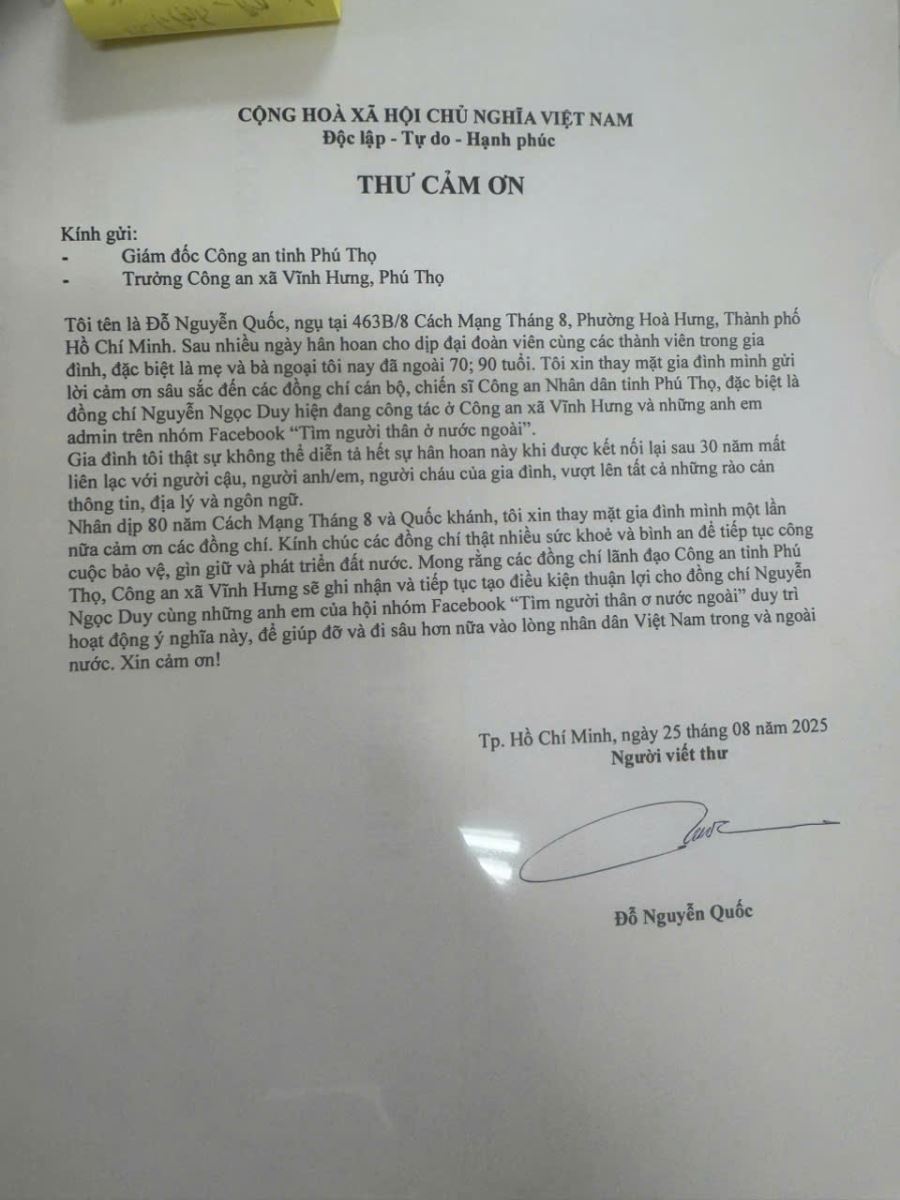 CỘNG HOÀ XÃ HỘI CHỦ NGHĨA VIỆT NAM
Độc lập - Tự do - Hạnh phúc
THƯ CẢM ƠN
Kính gửi:
- Giám đốc Công an tỉnh Phú Thọ
- Trưởng Công an xã Vĩnh Hưng, Phú Thọ
Tôi tên là Đỗ Nguyễn Quốc, ngụ tại 463B/8 Cách Mạng Tháng 8, Phường Hoà Hưng, Thành phố
Hồ Chí Minh. Sau nhiều ngày hân hoan cho dịp đại đoàn viên cùng các thành viên trong gia
đình, đặc biệt là mẹ và bà ngoại tôi nay đã ngoài 70; 90 tuổi. Tôi xin thay mặt gia đình mình gửi
lời cảm ơn sâu sắc đến các đồng chí cán bộ, chiến sĩ Công an Nhân dân tỉnh Phú Thọ, đặc biệt là
đồng chí Nguyễn Ngọc Duy hiện đang công tác ở Công an xã Vĩnh Hưng và những anh em
admin trên nhóm Facebook “Tìm người thân ở nước ngoài”.
Gia đình tôi thật sự không thể diễn tả hết sự hân hoan này khi được kết nối lại sau 30 năm mất
liên lạc với người cậu, người anh/em, người cháu của gia đình, vượt lên tất cả những rào cản
thông tin, địa lý và ngôn ngữ.
Nhân dịp 80 năm Cách Mạng Tháng 8 và Quốc khánh, tôi xin thay mặt gia đình mình một lần
nữa cảm ơn các đồng chí. Kính chúc các đồng chí thật nhiều sức khoẻ và bình an để tiếp tục công
cuộc bảo vệ, gìn giữ và phát triển đất nước. Mong rằng các đồng chí lãnh đạo Công an tỉnh Phú
Thọ, Công an xã Vĩnh Hưng sẽ ghi nhận và tiếp tục tạo điều kiện thuận lợi cho đồng chí Nguyễn
Ngọc Duy cùng những anh em của hội nhóm Facebook “Tìm người thân ơ nước ngoài” duy trì
hoạt động ý nghĩa này, để giúp đỡ và đi sâu hơn nữa vào lòng nhân dân Việt Nam trong và ngoài
nước. Xin cảm ơn!
Tp. Hồ Chí Minh, ngày 25 tháng 08 năm 2025
Người viết thư
Đỗ Nguyễn Quốc